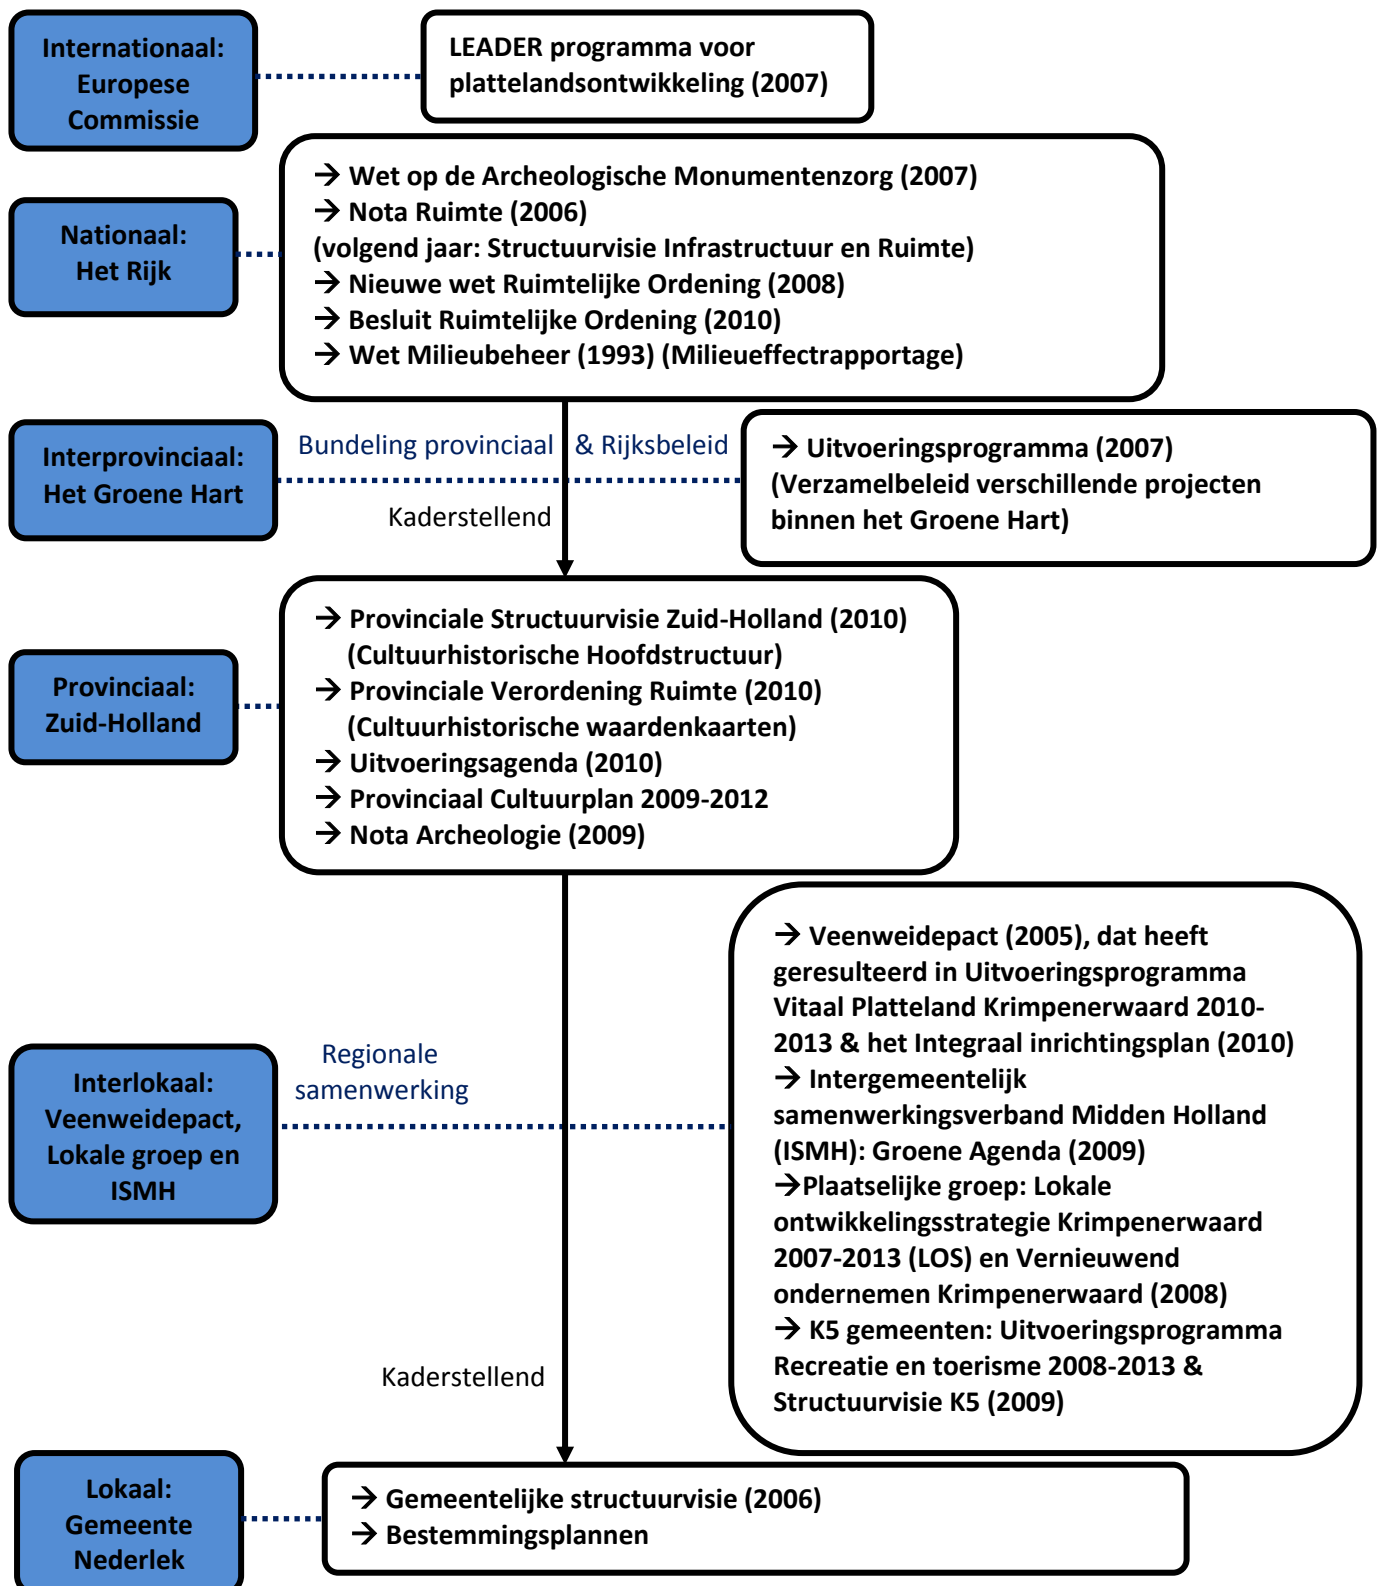 Internationaal:
Europese
Commissie
LEADER programma voor
plattelandsontwikkeling (2007)
Nationaal:
Het Rijk
→ Wet op de Archeologische Monumentenzorg (2007)
→ Nota Ruimte (2006)
(volgend jaar: Structuurvisie Infrastructuur en Ruimte)
→ Nieuwe wet Ruimtelijke Ordening (2008)
→ Besluit Ruimtelijke Ordening (2010)
→ Wet Milieubeheer (1993) (Milieueffectrapportage)
Interprovinciaal:
Het Groene Hart
Bundeling provinciaal & Rijksbeleid
Kaderstellend
→ Uitvoeringsprogramma (2007)
(Verzamelbeleid verschillende projecten
binnen het Groene Hart)
Provinciaal:
Zuid-Holland
→ Provinciale Structuurvisie Zuid-Holland (2010)
(Cultuurhistorische Hoofdstructuur)
→ Provinciale Verordening Ruimte (2010)
(Cultuurhistorische waardenkaarten)
→ Uitvoeringsagenda (2010)
→ Provinciaal Cultuurplan 2009-2012
→ Nota Archeologie (2009)
Interlokaal:
Veenweidepact,
Lokale groep en
ISMH
Regionale
samenwerking
→ Veenweidepact (2005), dat heeft
geresulteerd in Uitvoeringsprogramma
Vitaal Platteland Krimpenerwaard 2010-
2013 & het Integraal inrichtingsplan (2010)
→ Intergemeentelijk
samenwerkingsverband Midden Holland
(ISMH): Groene Agenda (2009)
→Plaatselijke groep: Lokale
ontwikkelingsstrategie Krimpenerwaard
2007-2013 (LOS) en Vernieuwend
ondernemen Krimpenerwaard (2008)
→ K5 gemeenten: Uitvoeringsprogramma
Recreatie en toerisme 2008-2013 &
Structuurvisie K5 (2009)
Kaderstellend
Lokaal:
Gemeente
Nederlek
→ Gemeentelijke structuurvisie (2006)
→ Bestemmingsplannen